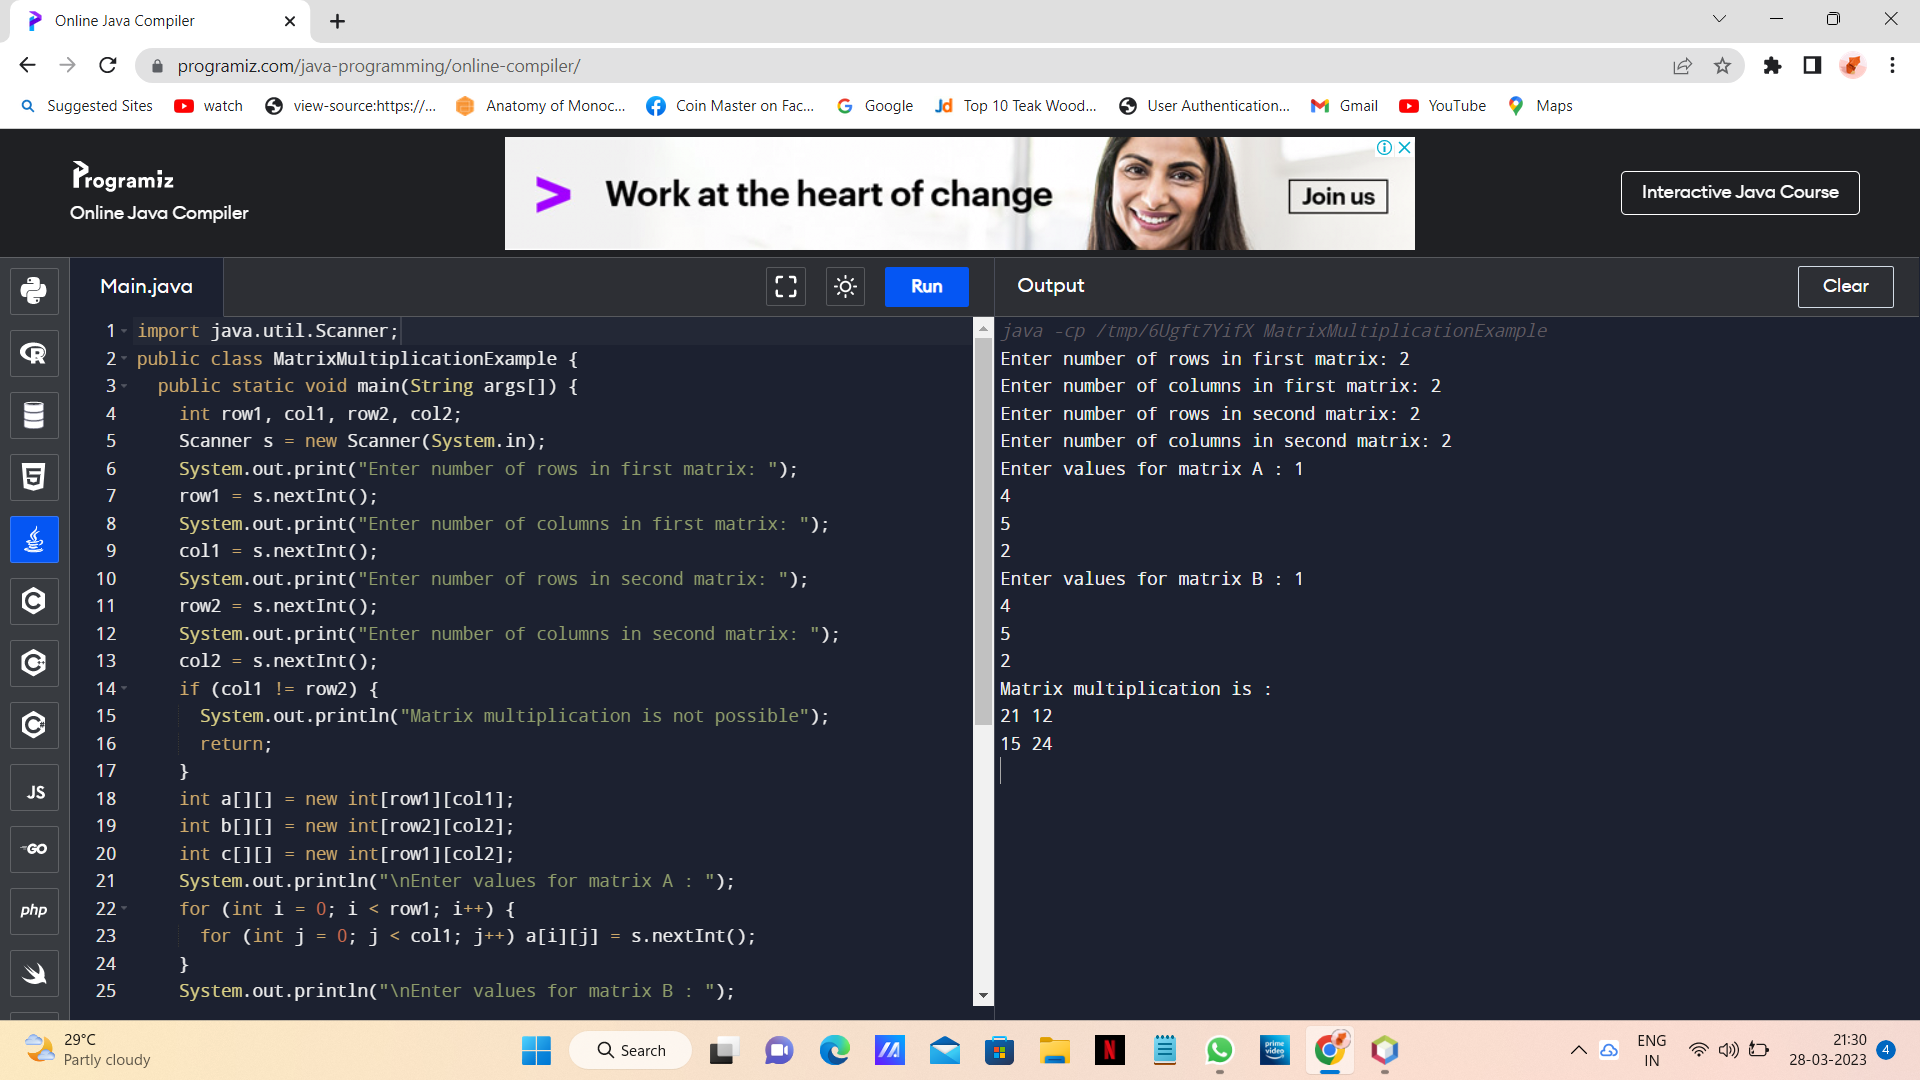 Online Java Compiler
programiz.com/java-programming/online-compiler/
Suggested Sites
watch
view-source:https://...
Anatomy of Monoc...
Coin Master on Fac...
Google
Jd
Top 10 Teak Wood...
User Authentication...
Gmail
YouTube
Maps
Programiz
Online Java Compiler
Work at the heart of change
Join us
Interactive Java Course
Main.java
Run
Output
Clear
1 import java.util.Scanner;
2 public class MatrixMultiplicationExample {
3 public static void main(String args[]) {
4 int row1, col1, row2, col2;
5 Scanner s = new Scanner(System.in);
6 System.out.print("Enter number of rows in first matrix: ");
7 row1 = s.nextInt();
8 System.out.print("Enter number of columns in first matrix: ");
9 col1 = s.nextInt();
10 System.out.print("Enter number of rows in second matrix: ");
11 row2 = s.nextInt();
12 System.out.print("Enter number of columns in second matrix: ");
13 col2 = s.nextInt();
14 if (col1 != row2) {
15 System.out.println("Matrix multiplication is not possible");
16 return;
17 }
18 int a[][] = new int[row1][col1];
19 int b[][] = new int[row2][col2];
20 int c[][] = new int[row1][col2];
21 System.out.println("\nEnter values for matrix A : ");
22 for (int i = 0; i < row1; i++) {
23 for (int j = 0; j < col1; j++) a[i][j] = s.nextInt();
24 }
25 System.out.println("\nEnter values for matrix B : ");
java -cp /tmp/6Ugft7YifX MatrixMultiplicationExample
Enter number of rows in first matrix: 2
Enter number of columns in first matrix: 2
Enter number of rows in second matrix: 2
Enter number of columns in second matrix: 2
Enter values for matrix A : 1
4
5
2
Enter values for matrix B : 1
4
5
2
Matrix multiplication is :
21 12
15 24
R
5
C
C
C
JS
GO
php
29°C
Partly cloudy
Search
N
prime
video
ENG
IN
21:30
28-03-2023
4